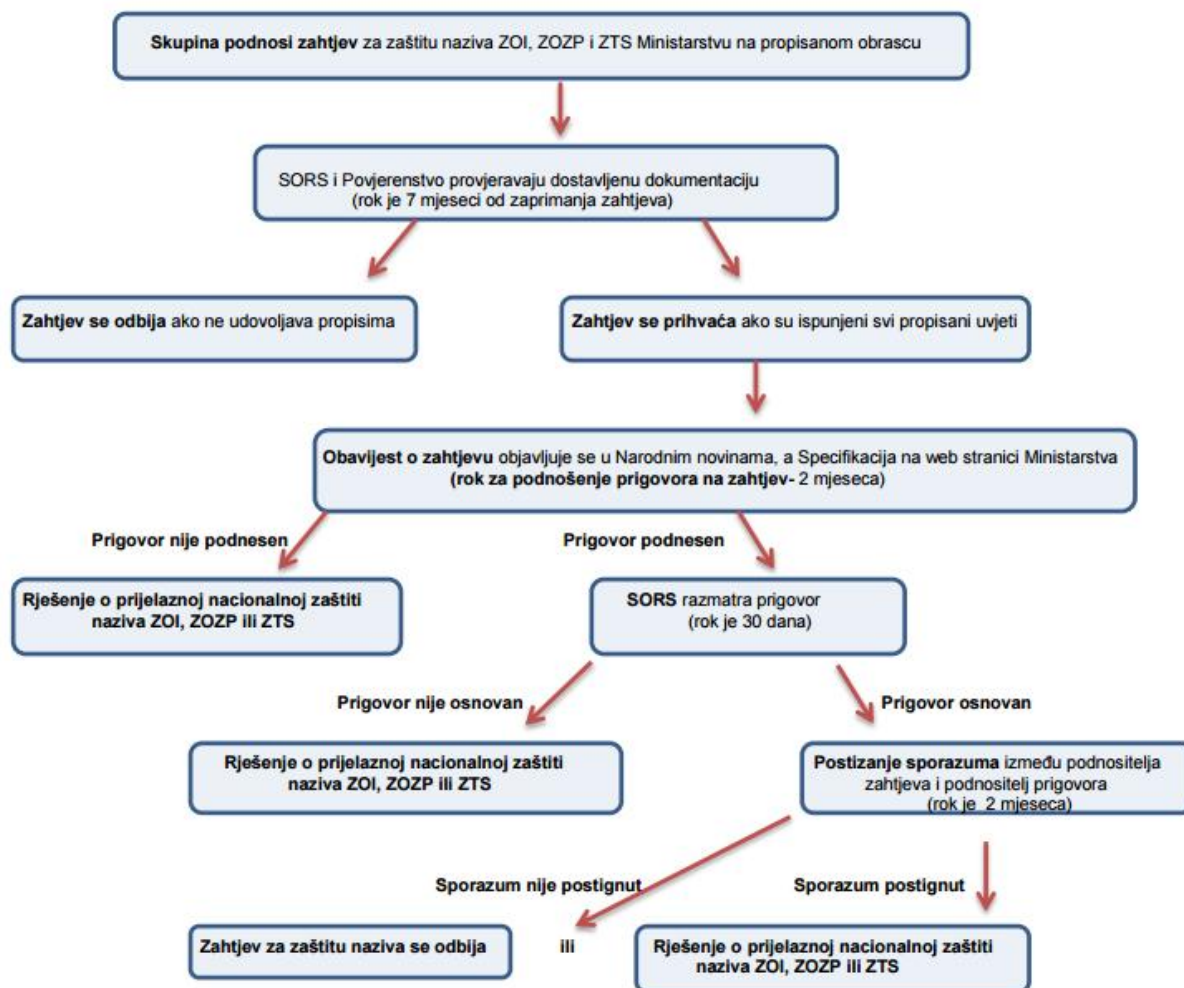 Skupina podnosi zahtjev za zaštitu naziva ZOI, ZOZP i ZTS Ministarstvu na propisanom obrascu
SORS i Povjerenstvo provjeravaju dostavljenu dokumentaciju
(rok je 7 mjeseci od zaprimanja zahtjeva)
Zahtjev se odbija ako ne udovoljava propisima
Zahtjev se prihvaća ako su ispunjeni svi propisani uvjeti
Obavijest o zahtjevu objavljuje se u Narodnim novinama, a Specifikacija na web stranici Ministarstva
(rok za podnošenje prigovora na zahtjev- 2 mjeseca)
Prigovor nije podnesen
Prigovor podnesen
Rješenje o prijelaznoj nacionalnoj zaštiti
naziva ZOI, ZOZP ili ZTS
SORS razmatra prigovor
(rok je 30 dana)
Prigovor nije osnovan
Prigovor osnovan
Rješenje o prijelaznoj nacionalnoj zaštiti
naziva ZOI, ZOZP ili ZTS
Postizanje sporazuma između podnositelja
zahtjeva i podnositelj prigovora
(rok je 2 mjeseca)
Sporazum nije postignut
Sporazum postignut
Zahtjev za zaštitu naziva se odbija
ili
Rješenje o prijelaznoj nacionalnoj zaštiti
naziva ZOI, ZOZP ili ZTS